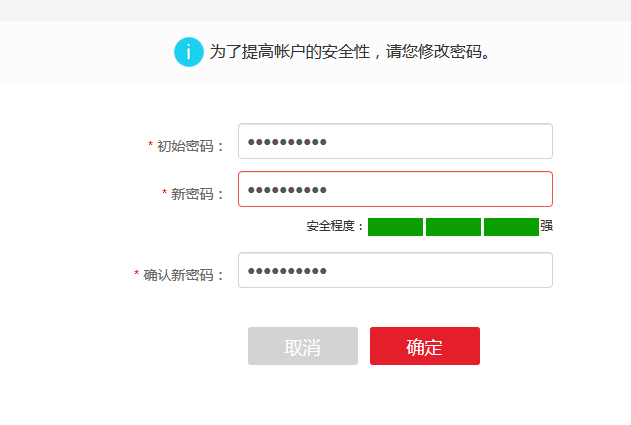 为了提高帐户的安全性，请您修改密码。
* 初始密码： ●●●●●●●●●●
* 新密码： ●●●●●●●●●●
安全程度： 强
* 确认新密码： ●●●●●●●●●●
取消 确定